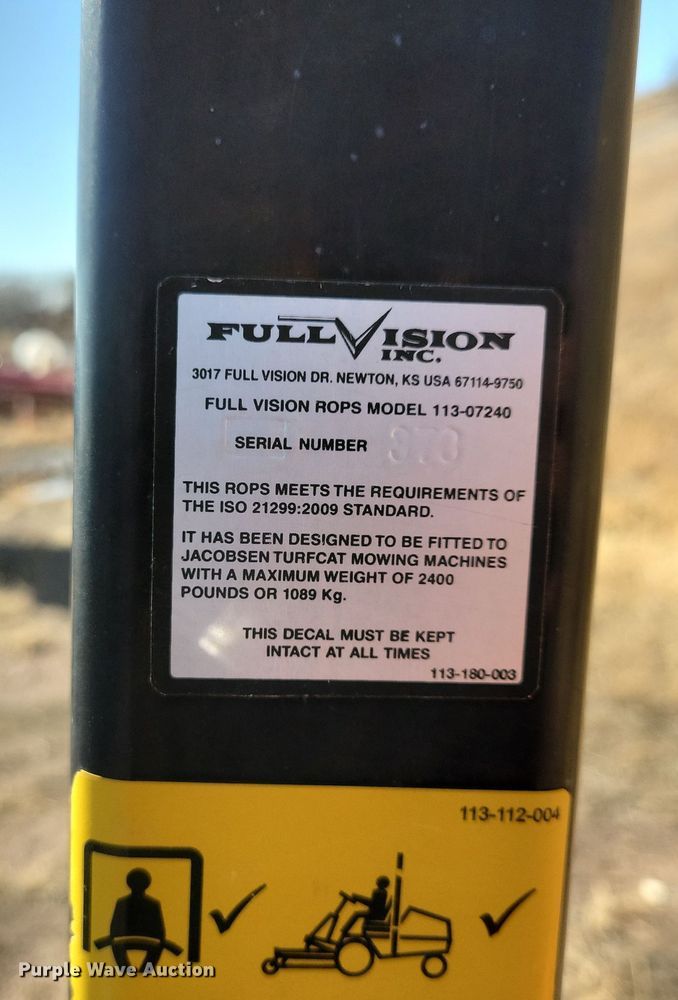 FULL VISION
INC.
3017 FULL VISION DR. NEWTON, KS USA 67114-9750
FULL VISION ROPS MODEL 113-07240
SERIAL NUMBER 373
THIS ROPS MEETS THE REQUIREMENTS OF
THE ISO 21299:2009 STANDARD.
IT HAS BEEN DESIGNED TO BE FITTED TO
JACOBSEN TURFCAT MOWING MACHINES
WITH A MAXIMUM WEIGHT OF 2400
POUNDS OR 1089 Kg.
THIS DECAL MUST BE KEPT
INTACT AT ALL TIMES
113-180-003
113-112-004
Purple Wave Auction